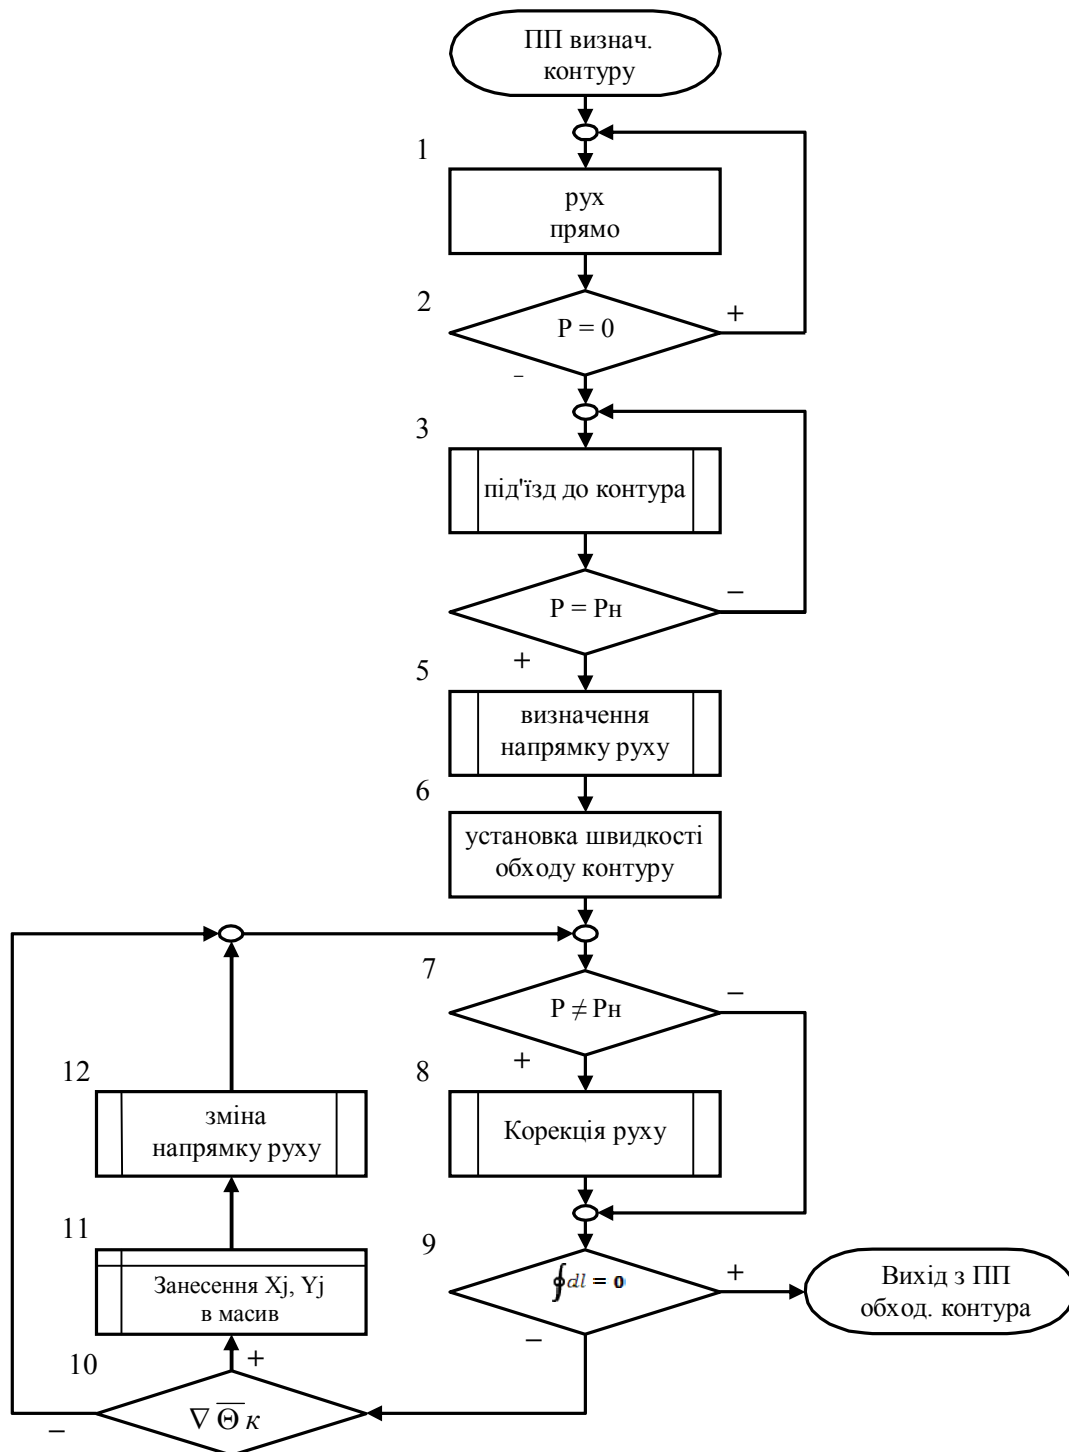 ПП визнач.
контуру
1
рух
прямо
2
P = 0
+
-
3
під'їзд до контура
P = Pн
–
+
5
визначення
напрямку руху
6
установка швидкості
обходу контуру
7
P ≠ Pн
–
+
8
Корекція руху
9
∮dl = 0
+
–
Вихід з ПП
обход. контура
10
∇ Θ̅ к
+
–
11
Занесення Xj, Yj
в масив
12
зміна
напрямку руху